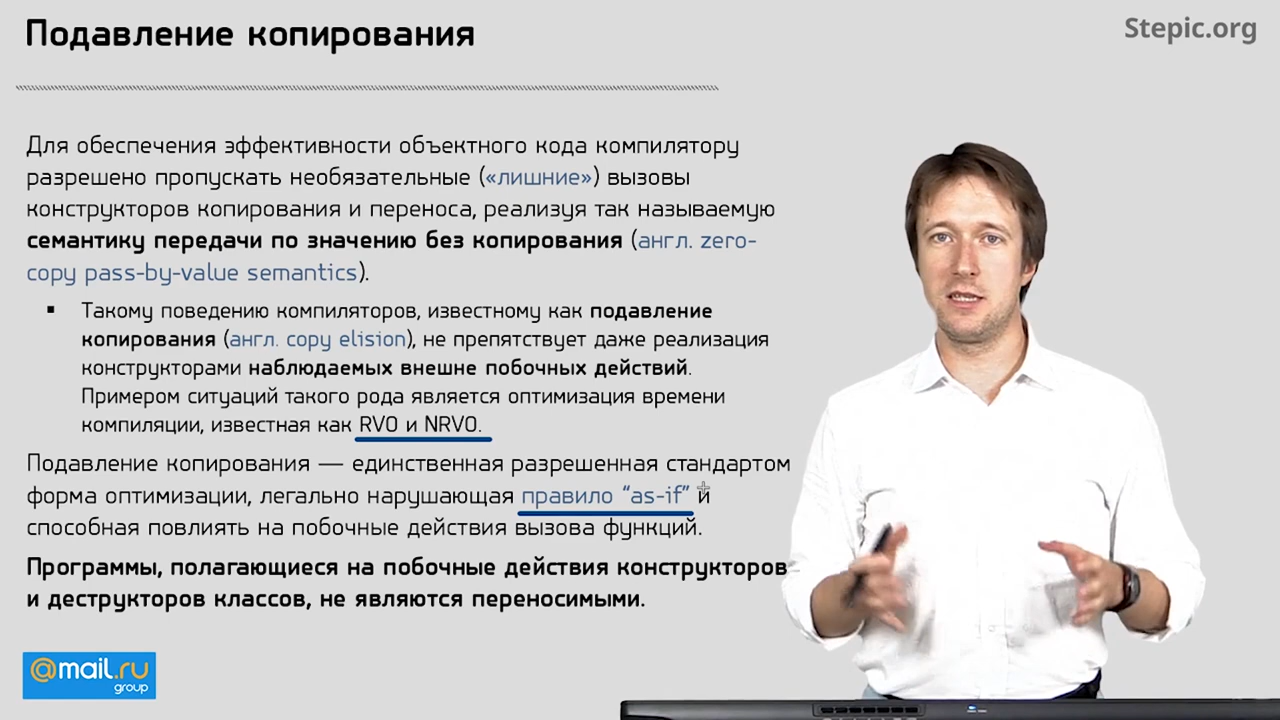 Подавление копирования
Stepic.org
Для обеспечения эффективности объектного кода компилятору
разрешено пропускать необязательные («лишние») вызовы
конструкторов копирования и переноса, реализуя так называемую
семантику передачи по значению без копирования (англ. zero-
copy pass-by-value semantics).
▪ Такому поведению компиляторов, известному как подавление
копирования (англ. copy elision), не препятствует даже реализация
конструкторами наблюдаемых внешне побочных действий.
Примером ситуаций такого рода является оптимизация времени
компиляции, известная как RVO и NRVO.
Подавление копирования — единственная разрешенная стандартом
форма оптимизации, легально нарушающая правило “as-if” и
способная повлиять на побочные действия вызова функций.
Программы, полагающиеся на побочные действия конструкторов
и деструкторов классов, не являются переносимыми.
@mail.ru
group